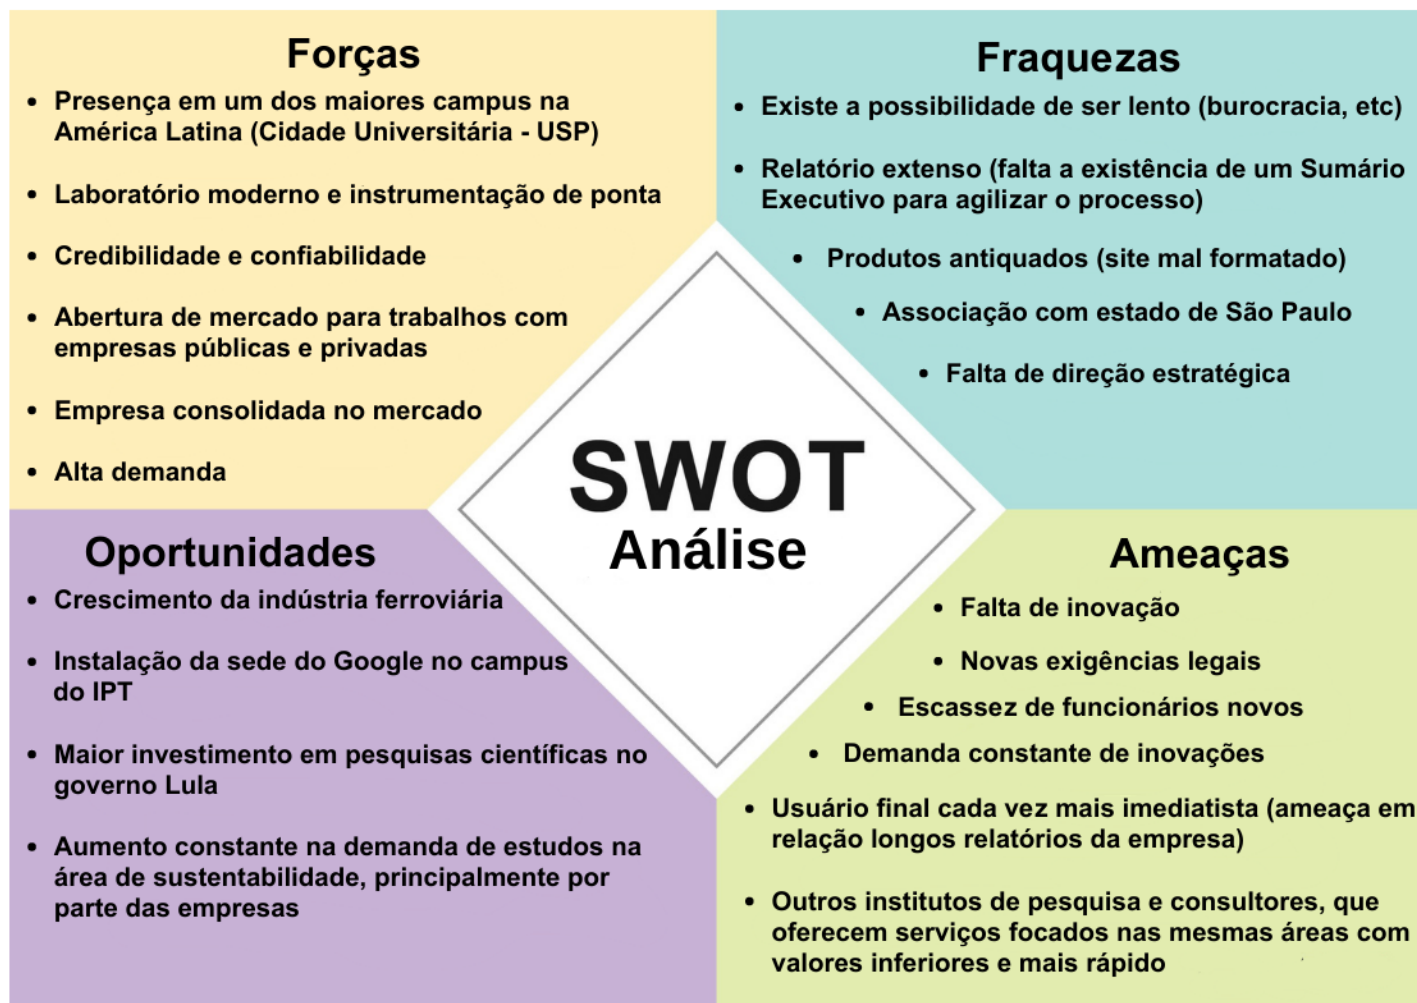 Forças
• Presença em um dos maiores campus na
América Latina (Cidade Universitária - USP)
• Laboratório moderno e instrumentação de ponta
• Credibilidade e confiabilidade
• Abertura de mercado para trabalhos com
empresas públicas e privadas
• Empresa consolidada no mercado
• Alta demanda
Fraquezas
• Existe a possibilidade de ser lento (burocracia, etc)
• Relatório extenso (falta a existência de um Sumário
Executivo para agilizar o processo)
• Produtos antiquados (site mal formatado)
• Associação com estado de São Paulo
• Falta de direção estratégica
SWOT
Análise
Oportunidades
• Crescimento da indústria ferroviária
• Instalação da sede do Google no campus
do IPT
• Maior investimento em pesquisas científicas no
governo Lula
• Aumento constante na demanda de estudos na
área de sustentabilidade, principalmente por
parte das empresas
Ameaças
• Falta de inovação
• Novas exigências legais
• Escassez de funcionários novos
• Demanda constante de inovações
• Usuário final cada vez mais imediatista (ameaça em
relação longos relatórios da empresa)
• Outros institutos de pesquisa e consultores, que
oferecem serviços focados nas mesmas áreas com
valores inferiores e mais rápido